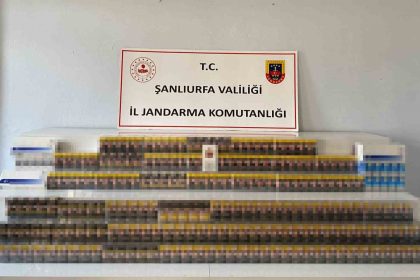 T.C.
ŞANLIURFA VALİLİĞİ
İL JANDARMA KOMUTANLIĞI